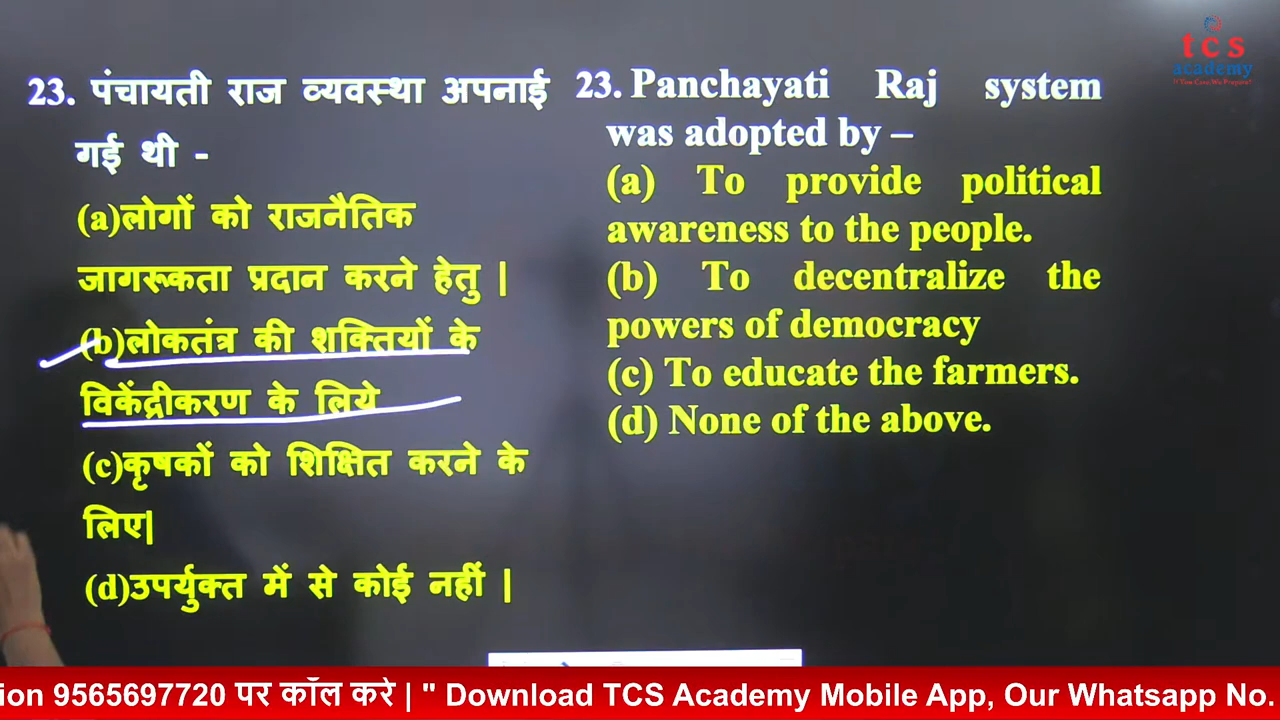 23. पंचायती राज व्यवस्था अपनाई
गई थी -
(a)लोगों को राजनैतिक
जागरूकता प्रदान करने हेतु |
(b)लोकतंत्र की शक्तियों के
विकेंद्रीकरण के लिये
(c)कृषकों को शिक्षित करने के
लिए|
(d)उपर्युक्त में से कोई नहीं |
23. Panchayati Raj system
was adopted by –
(a) To provide political
awareness to the people.
(b) To decentralize the
powers of democracy
(c) To educate the farmers.
(d) None of the above.
tcs
academy
ion 9565697720 पर कॉल करे | " Download TCS Academy Mobile App, Our Whatsapp No.